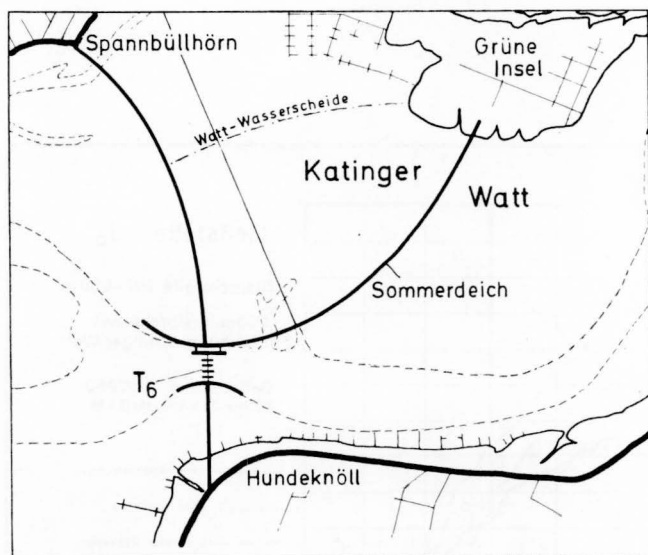 Spannbüllhörn
Grüne
Insel
Watt-Wasserscheide
Katinger
Watt
Sommerdeich
T6
Hundeknöll